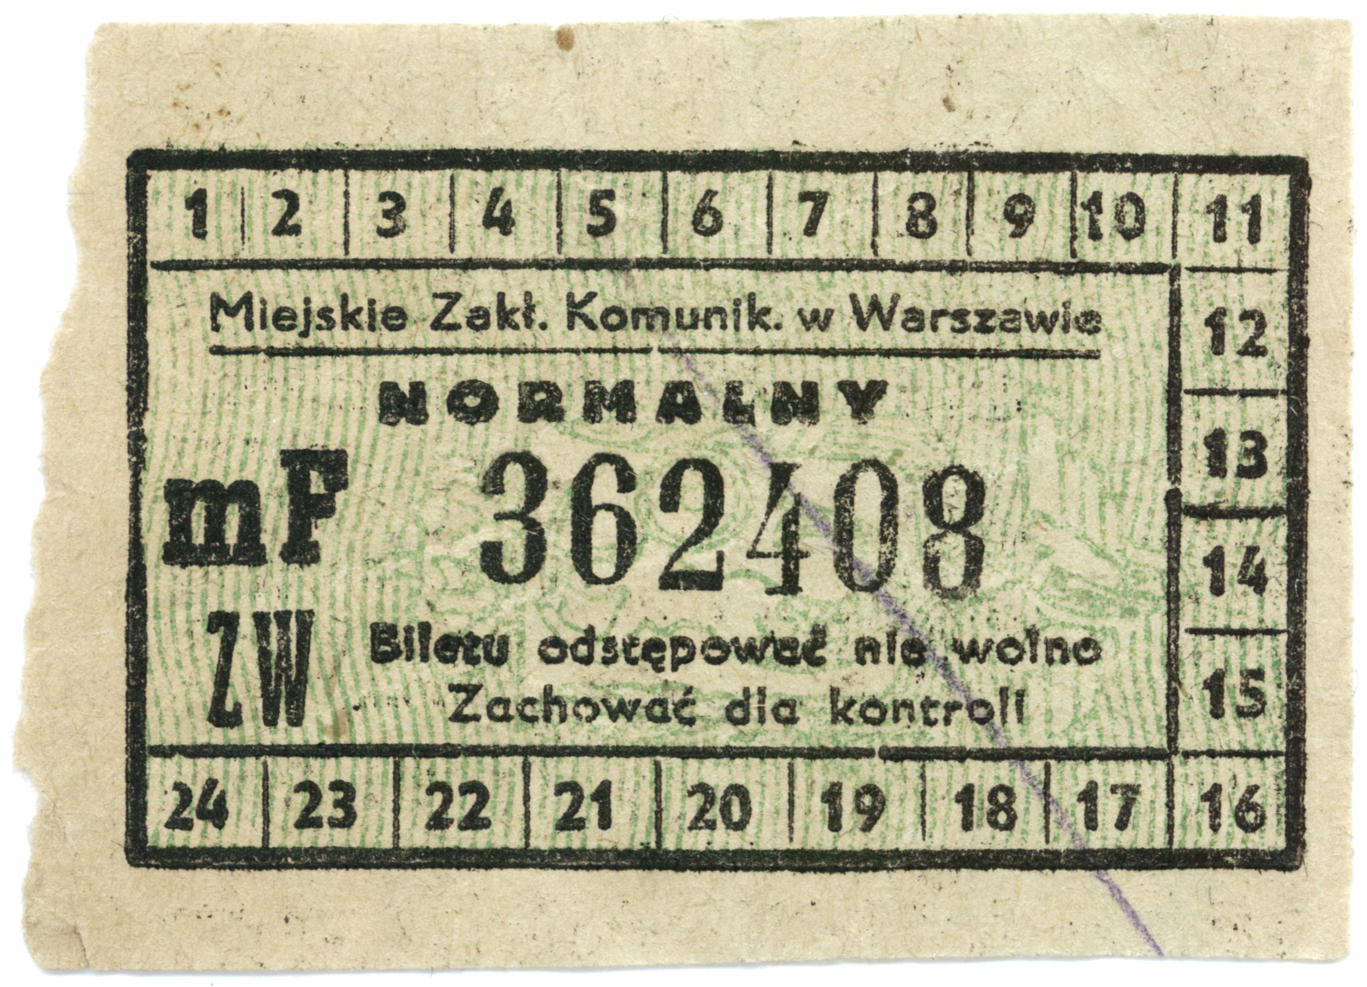 1 2 3 4 5 6 7 8 9 10 11
Miejskie Zakł. Komunik. w Warszawie
12
NORMALNY
13
mF 362408
14
ZW Biletu odstępować nie wolno
Zachować dla kontroli
15
24 23 22 21 20 19 18 17 16